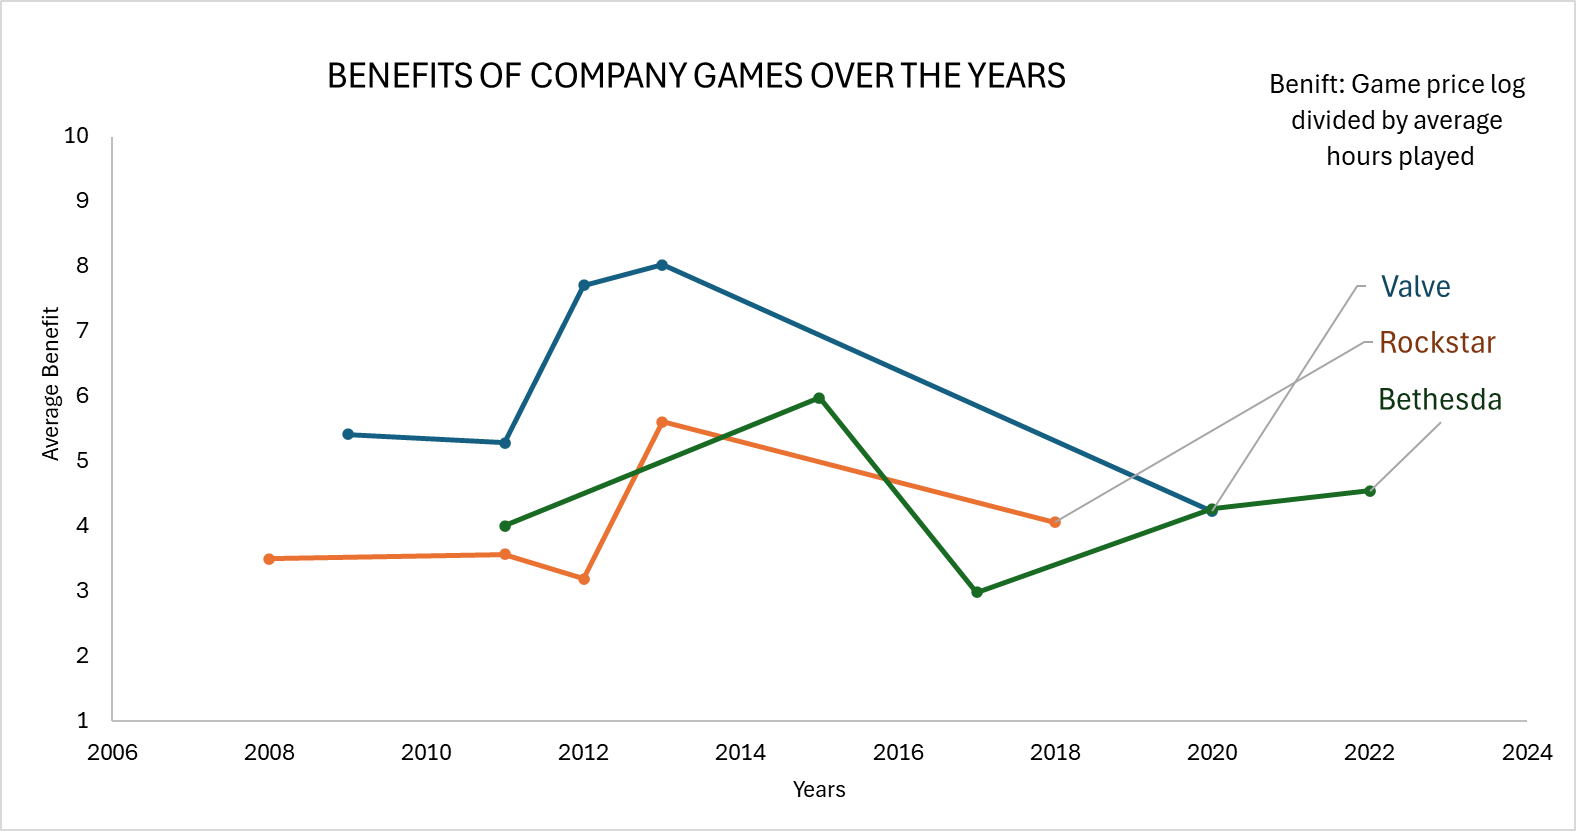 BENEFITS OF COMPANY GAMES OVER THE YEARS
Benift: Game price log
divided by average
hours played
10
9
8
7
6
5
4
3
2
1
Average Benefit
Valve
Rockstar
Bethesda
2006 2008 2010 2012 2014 2016 2018 2020 2022 2024
Years